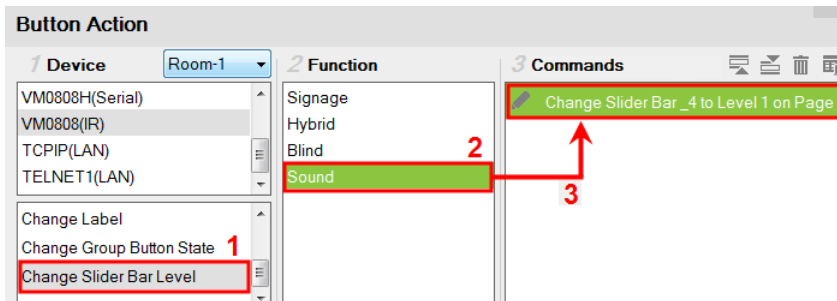 Button Action
1 Device
Room-1
2 Function
3 Commands
VM0808H(Serial)
VM0808(IR)
TCPIP(LAN)
TELNET1(LAN)
Signage
Hybrid
Blind
Sound
2
Change Slider Bar _4 to Level 1 on Page
3
Change Label
Change Group Button State
1
Change Slider Bar Level